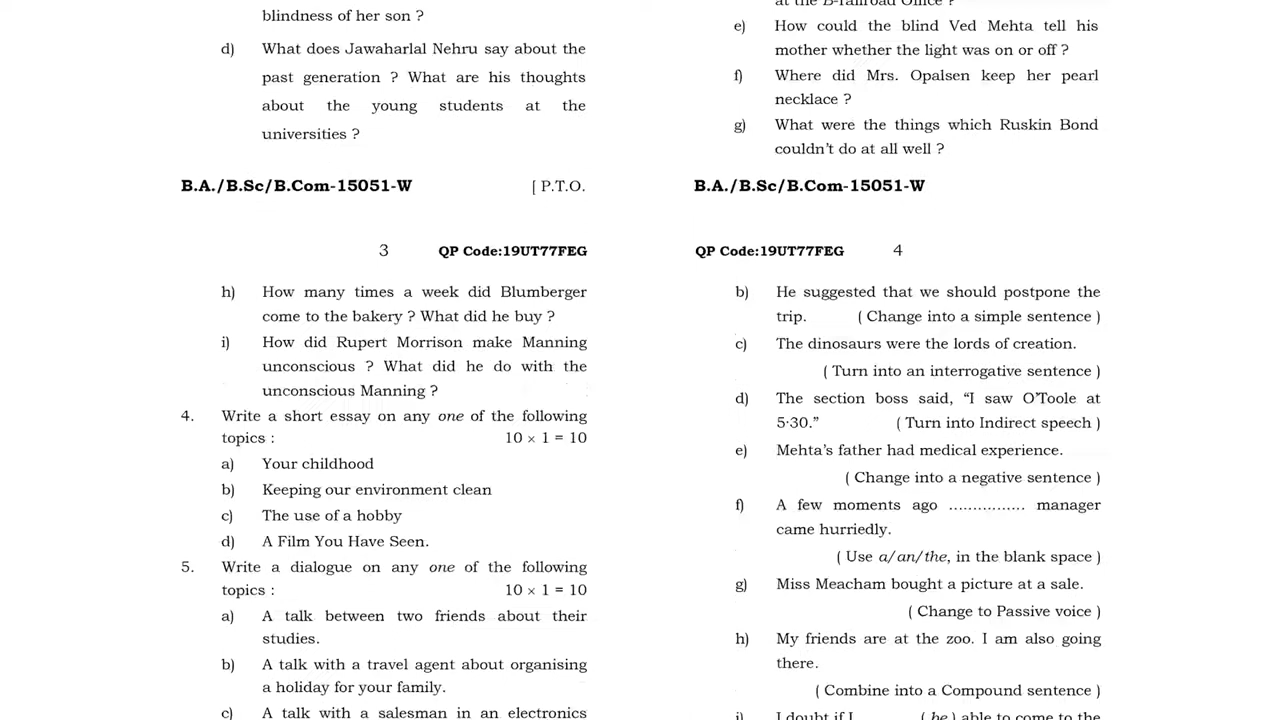 blindness of her son ?
d) What does Jawaharlal Nehru say about the
past generation ? What are his thoughts
about the young students at the
universities ?
B.A./B.Sc/B.Com-15051-W [ P.T.O.
at the B-railroad Office ?
e) How could the blind Ved Mehta tell his
mother whether the light was on or off ?
f) Where did Mrs. Opalsen keep her pearl
necklace ?
g) What were the things which Ruskin Bond
couldn't do at all well ?
B.A./B.Sc/B.Com-15051-W
3 QP Code:19UT77FEG
h) How many times a week did Blumberger
come to the bakery ? What did he buy ?
i) How did Rupert Morrison make Manning
unconscious ? What did he do with the
unconscious Manning ?
4. Write a short essay on any one of the following
topics : 10 × 1 = 10
a) Your childhood
b) Keeping our environment clean
c) The use of a hobby
d) A Film You Have Seen.
5. Write a dialogue on any one of the following
topics : 10 × 1 = 10
a) A talk between two friends about their
studies.
b) A talk with a travel agent about organising
a holiday for your family.
c) A talk with a salesman in an electronics
QP Code:19UT77FEG 4
b) He suggested that we should postpone the
trip. ( Change into a simple sentence )
c) The dinosaurs were the lords of creation.
( Turn into an interrogative sentence )
d) The section boss said, "I saw O'Toole at
5·30." ( Turn into Indirect speech )
e) Mehta's father had medical experience.
( Change into a negative sentence )
f) A few moments ago ................ manager
came hurriedly.
( Use a/an/the, in the blank space )
g) Miss Meacham bought a picture at a sale.
( Change to Passive voice )
h) My friends are at the zoo. I am also going
there.
( Combine into a Compound sentence )
i) I doubt if I ( be ) able to come to the